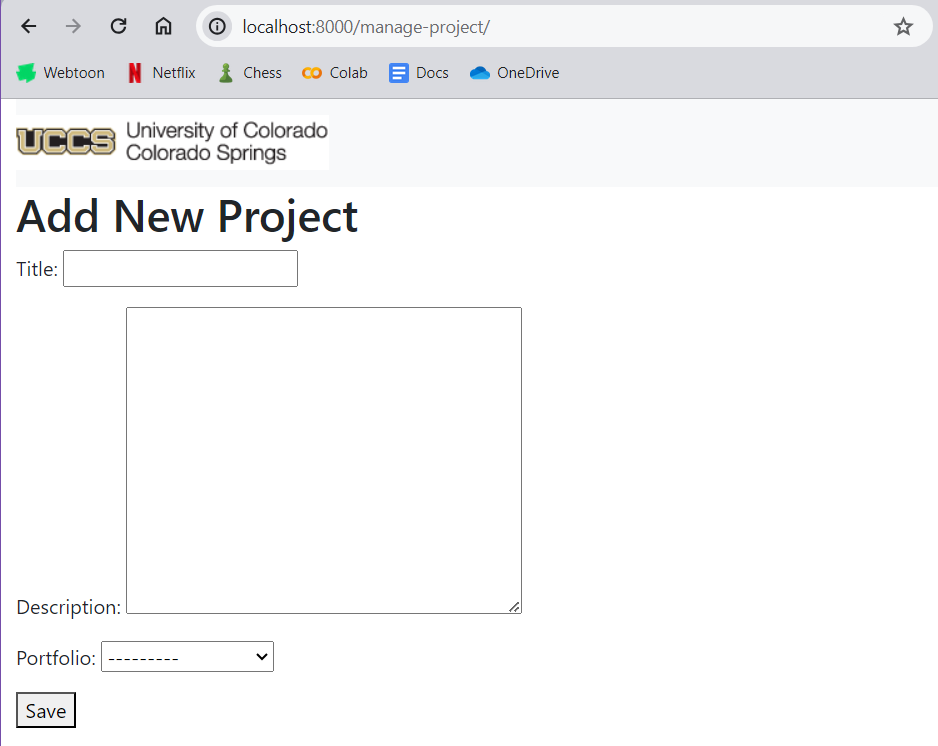 localhost:8000/manage-project/
Webtoon Netflix Chess Colab Docs OneDrive
UCCS University of Colorado
Colorado Springs
Add New Project
Title:
Description:
Portfolio: ---------
Save